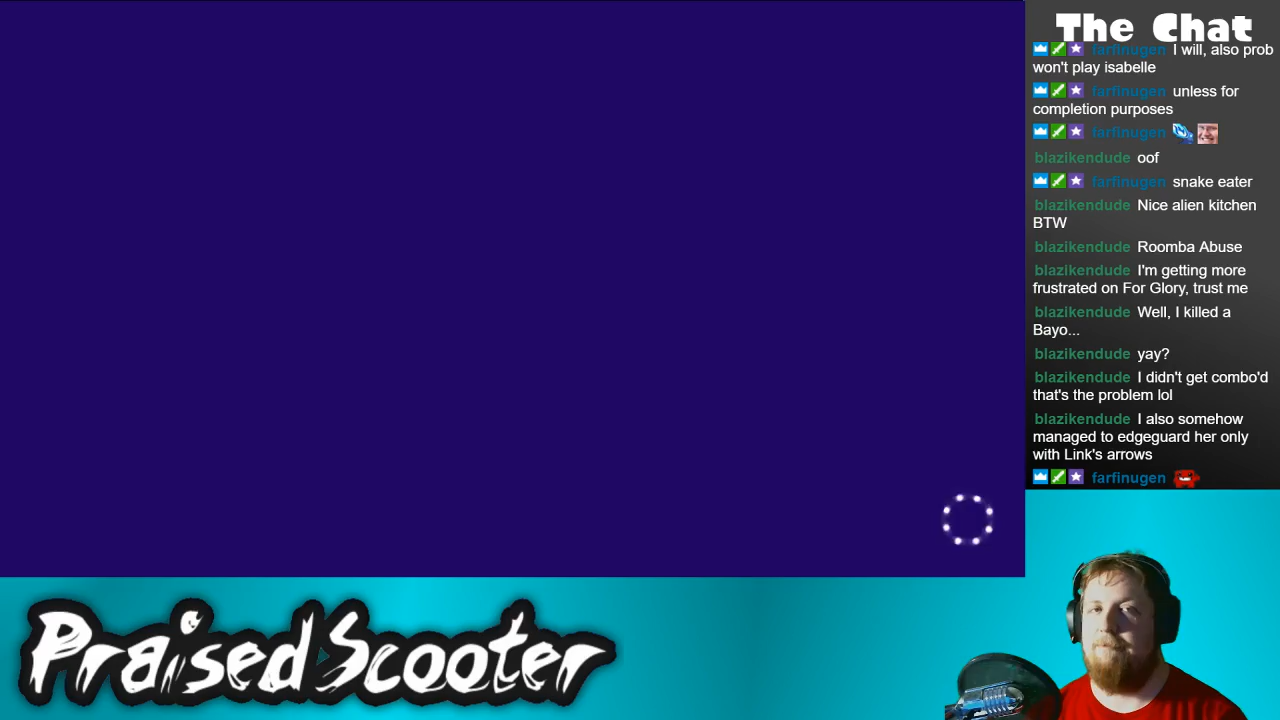 The Chat
farfinugen I will, also prob
won't play isabelle
farfinugen unless for
completion purposes
farfinugen
blazikendude oof
farfinugen snake eater
blazikendude Nice alien kitchen
BTW
blazikendude Roomba Abuse
blazikendude I'm getting more
frustrated on For Glory, trust me
blazikendude Well, I killed a
Bayo...
blazikendude yay?
blazikendude I didn't get combo'd
that's the problem lol
blazikendude I also somehow
managed to edgeguard her only
with Link's arrows
farfinugen
PraisedScooter